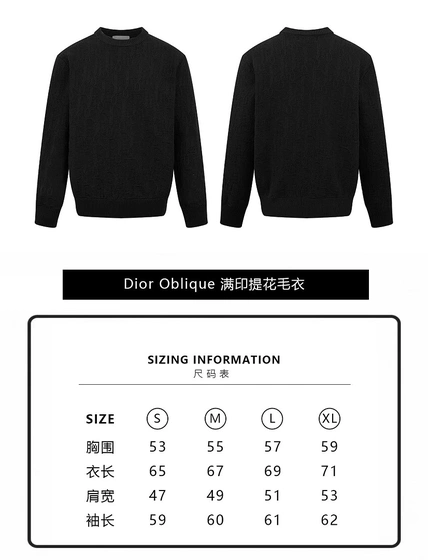 Dior Oblique 满印提花毛衣
SIZING INFORMATION
尺码表
SIZE S M L XL
胸围 53 55 57 59
衣长 65 67 69 71
肩宽 47 49 51 53
袖长 59 60 61 62